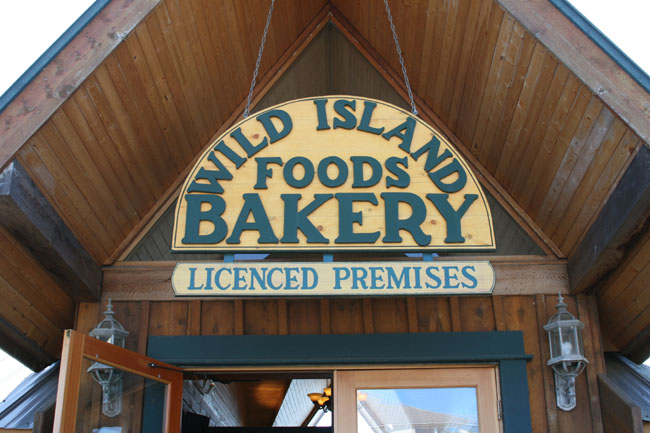 WILD ISLAND
FOODS
BAKERY
LICENCED PREMISES